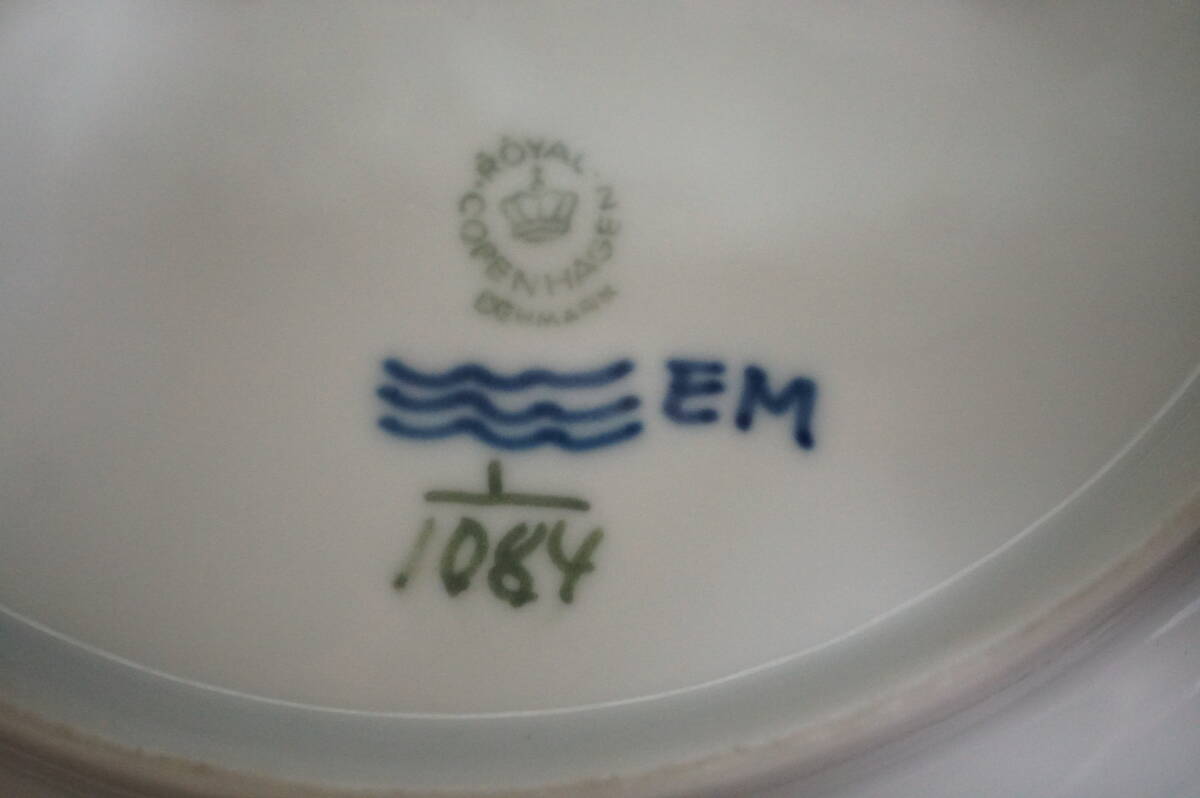 ROYAL COPENHAGEN
DENMARK
EM
1084